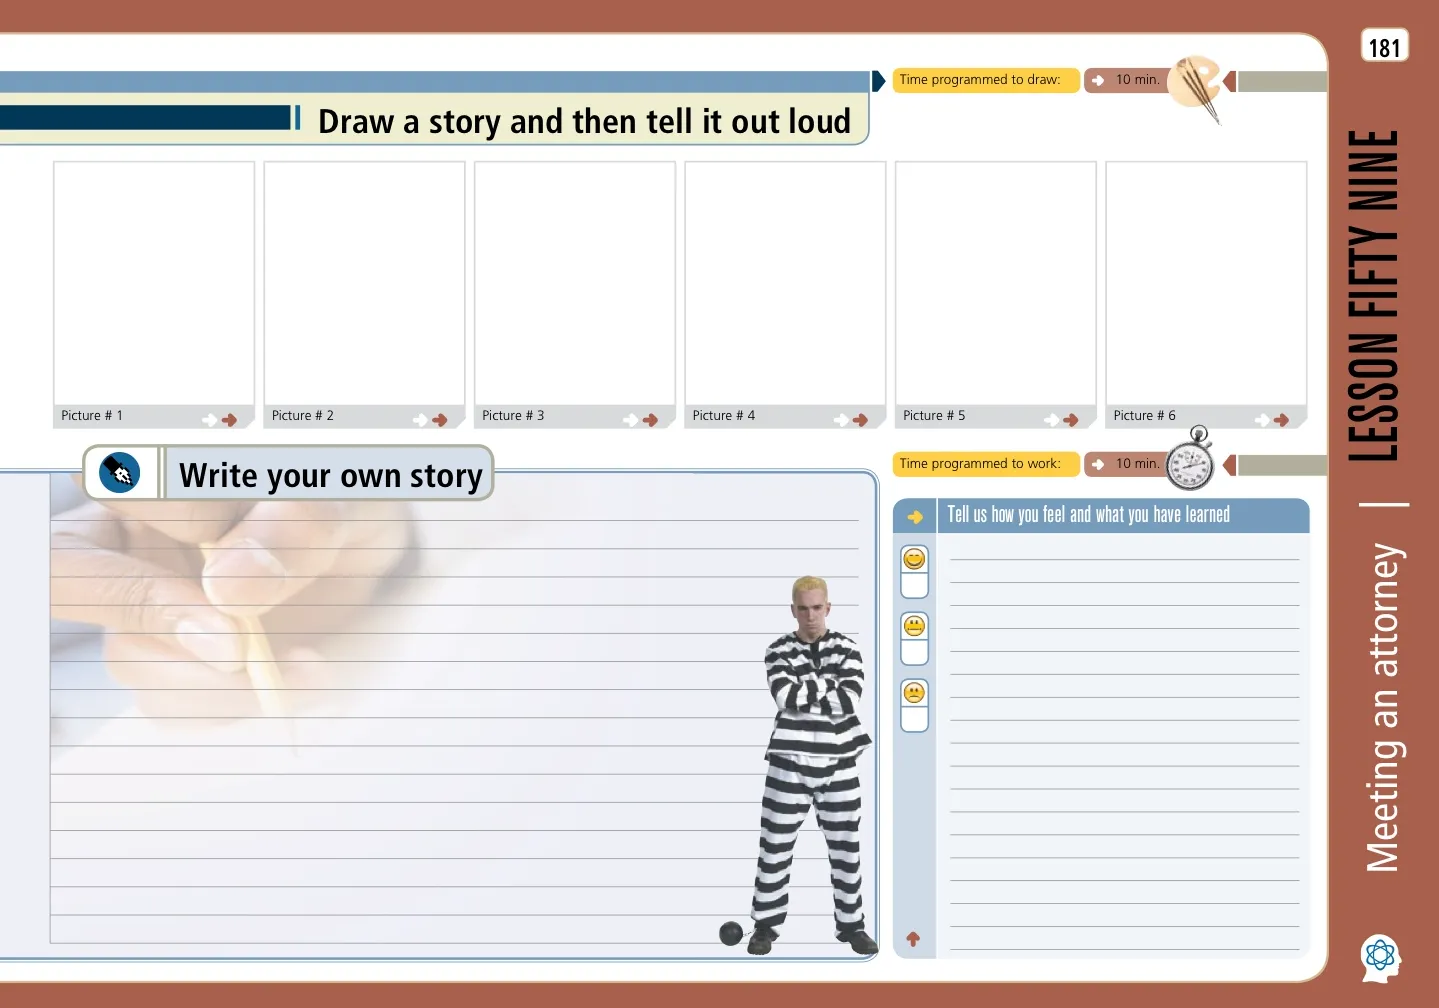 181
Time programmed to draw:
10 min.
Draw a story and then tell it out loud
Picture # 1
Picture # 2
Picture # 3
Picture # 4
Picture # 5
Picture # 6
Write your own story
Time programmed to work:
10 min.
Tell us how you feel and what you have learned
LESSON FIFTY NINE
Meeting an attorney